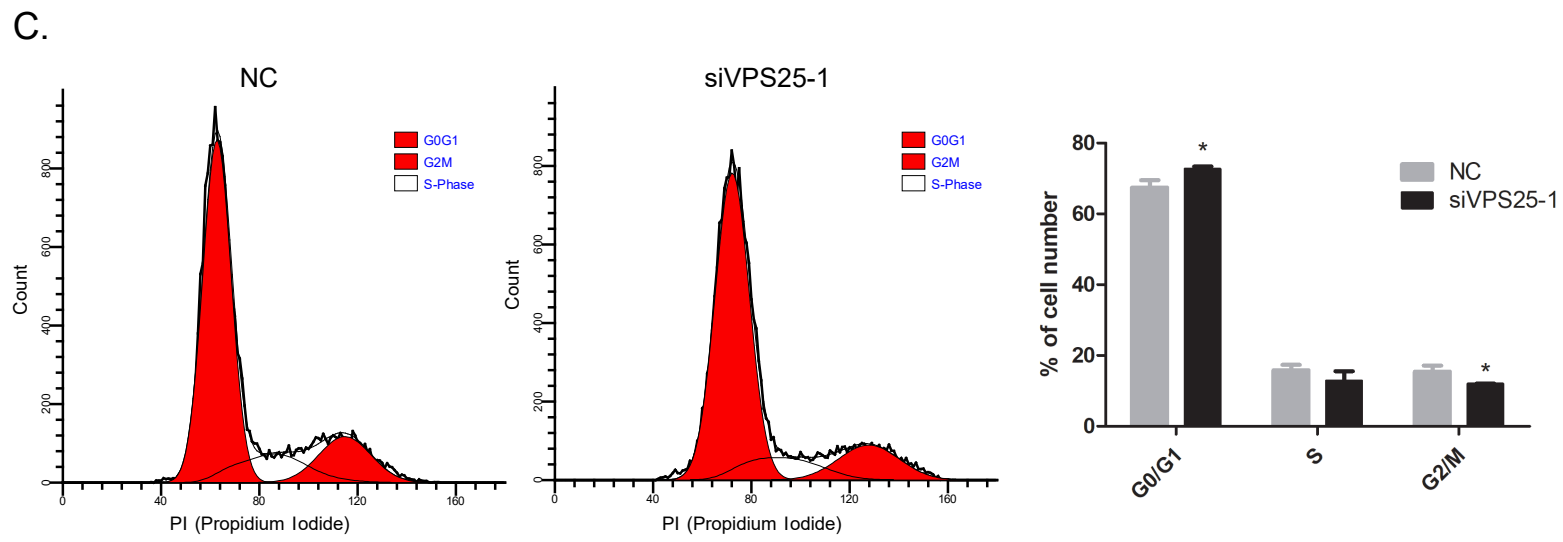 C.
NC
G0G1
G2M
S-Phase
Count
0
200
400
600
800
0
40
80
120
160
PI (Propidium Iodide)
siVPS25-1
G0G1
G2M
S-Phase
Count
0
200
400
600
800
0
40
80
120
160
PI (Propidium Iodide)
% of cell number
80
60
40
20
0
*
*
NC
siVPS25-1
G0/G1
S
G2/M